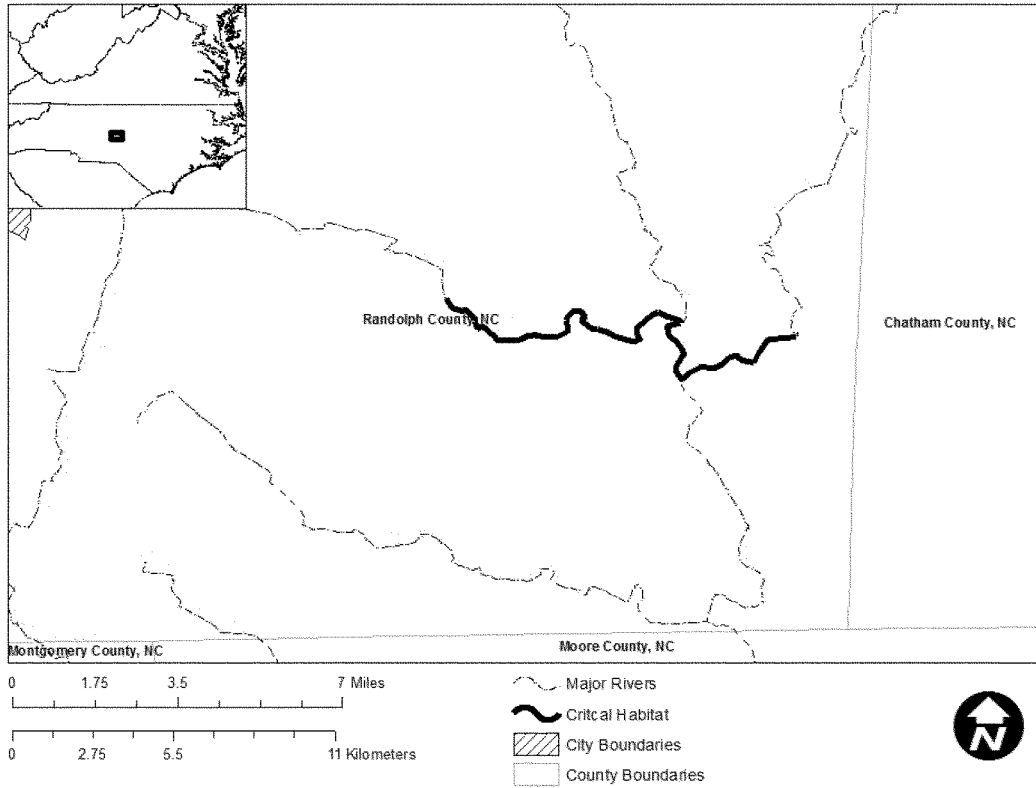 Randolph County, NC
Chatham County, NC
Montgomery County, NC
Moore County, NC
0 1.75 3.5 7 Miles
0 2.75 5.5 11 Kilometers
Major Rivers
Critcal Habitat
City Boundaries
County Boundaries
N